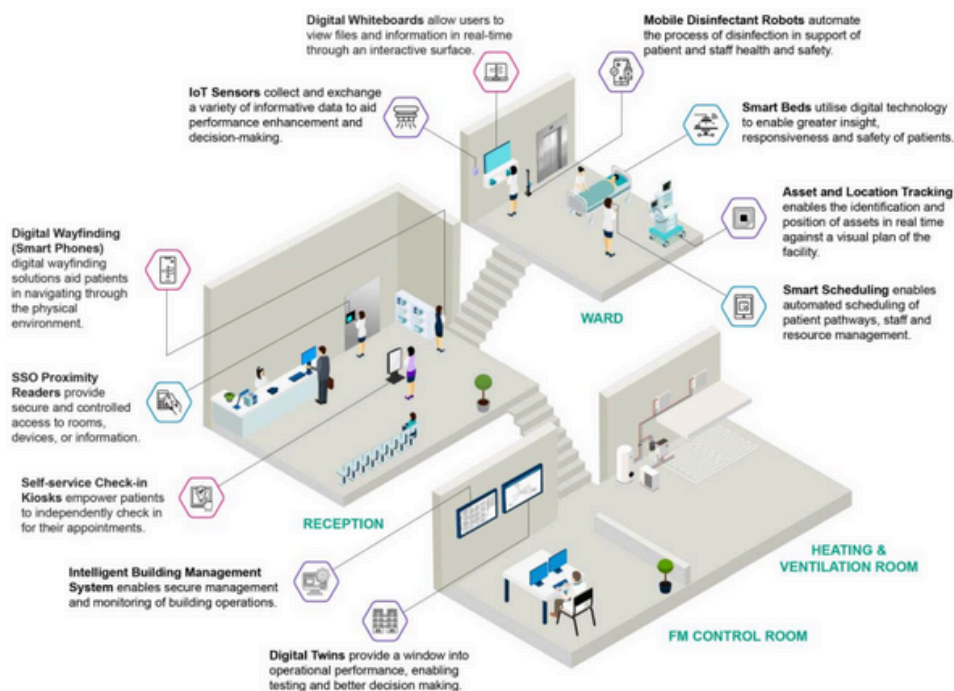 Digital Whiteboards allow users to
view files and information in real-time
through an interactive surface.
Mobile Disinfectant Robots automate
the process of disinfection in support of
patient and staff health and safety.
IoT Sensors collect and exchange
a variety of informative data to aid
performance enhancement and
decision-making.
Smart Beds utilise digital technology
to enable greater insight,
responsiveness and safety of patients.
Asset and Location Tracking
enables the identification and
position of assets in real time
against a visual plan of the
facility.
Digital Wayfinding
(Smart Phones)
digital wayfinding
solutions aid patients
in navigating through
the physical
environment.
Smart Scheduling enables
automated scheduling of
patient pathways, staff and
resource management.
WARD
SSO Proximity
Readers provide
secure and controlled
access to rooms,
devices, or information.
Self-service Check-in
Kiosks empower patients
to independently check in
for their appointments.
RECEPTION
HEATING &
VENTILATION ROOM
Intelligent Building Management
System enables secure management
and monitoring of building operations.
FM CONTROL ROOM
Digital Twins provide a window into
operational performance, enabling
testing and better decision making.